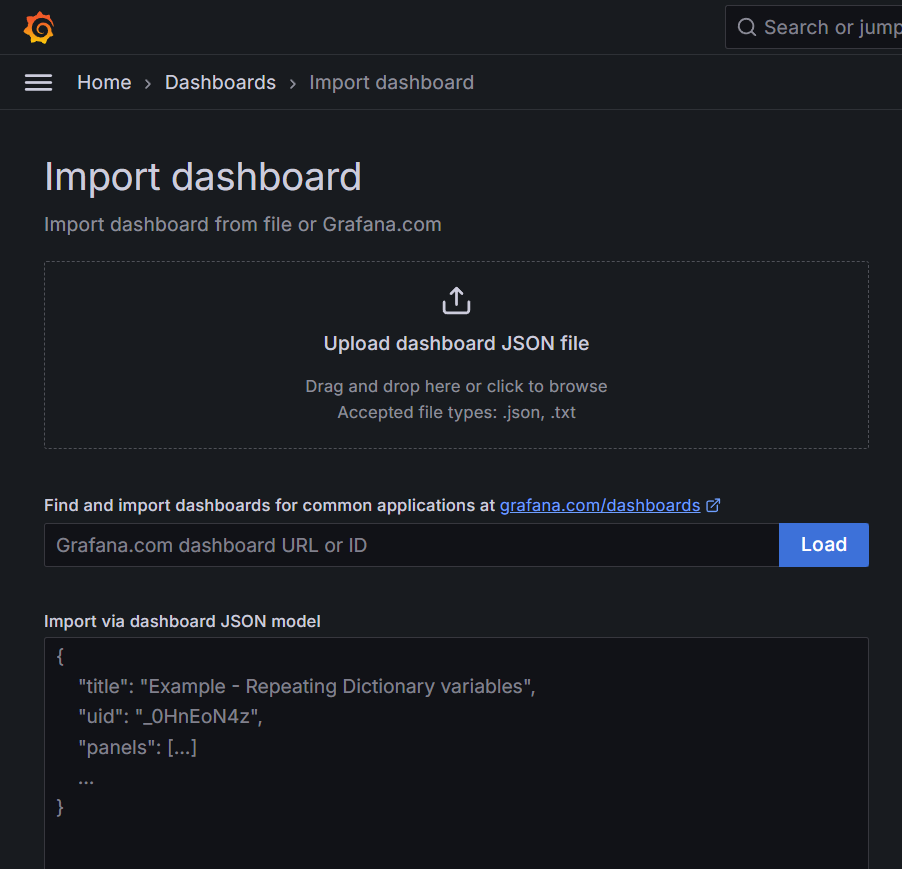 Search or jump
Home › Dashboards › Import dashboard
Import dashboard
Import dashboard from file or Grafana.com
Upload dashboard JSON file
Drag and drop here or click to browse
Accepted file types: .json, .txt
Find and import dashboards for common applications at grafana.com/dashboards
Grafana.com dashboard URL or ID
Load
Import via dashboard JSON model
{
"title": "Example - Repeating Dictionary variables",
"uid": "_0HnEoN4z",
"panels": [...]
...
}